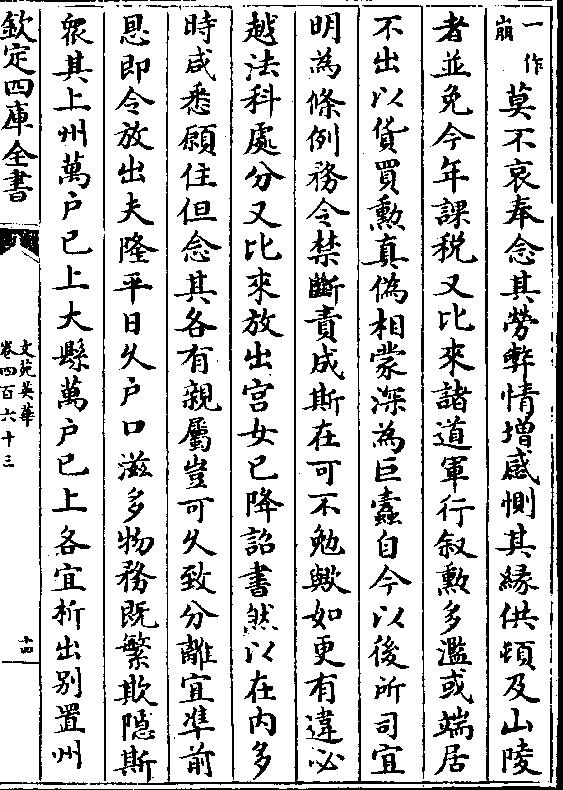 一作
崩
莫不哀奉念其勞軫情増感惻其縁供頓及山陵
者並免今年課税又比來諸道軍行叙勲多濫或端居
不出以貨買勲真偽相蒙深為巨蠧自今以後所司宜
明為條例務令禁斷責成斯在可不勉歟如更有違必
越法科處分又比來放出宫女已降詔書然以在内多
時咸悉願住但念其各有親屬豈可久致分離宜凖前
恩即令放出夫隆平日久户口滋多物務既繁欺隠斯
衆其上州萬户已上大縣萬户已上各宜析出别置州
欽定四庫全書
文苑英華
卷四百六十三
十四